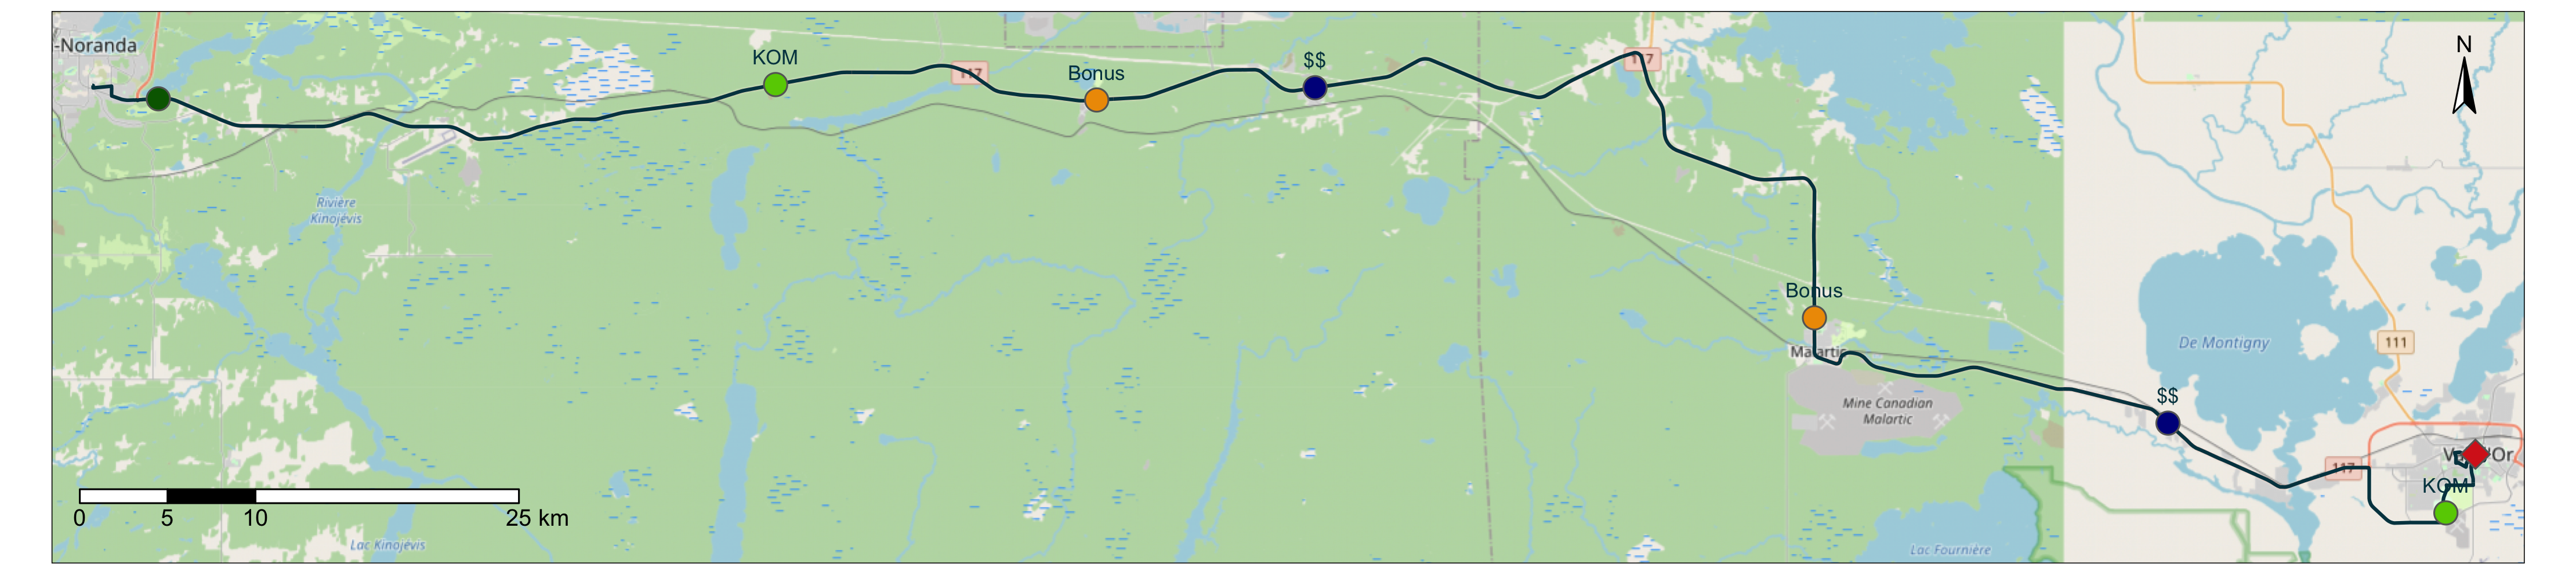 -Noranda
KOM
117
Bonus
$$
117
N
Rivière
Kinojévis
Bonus
Malartic
De Montigny
111
Mine Canadian
Malartic
$$
Val-d'Or
117
KOM
0 5 10 25 km
Lac Kinojévis
Lac Fournière